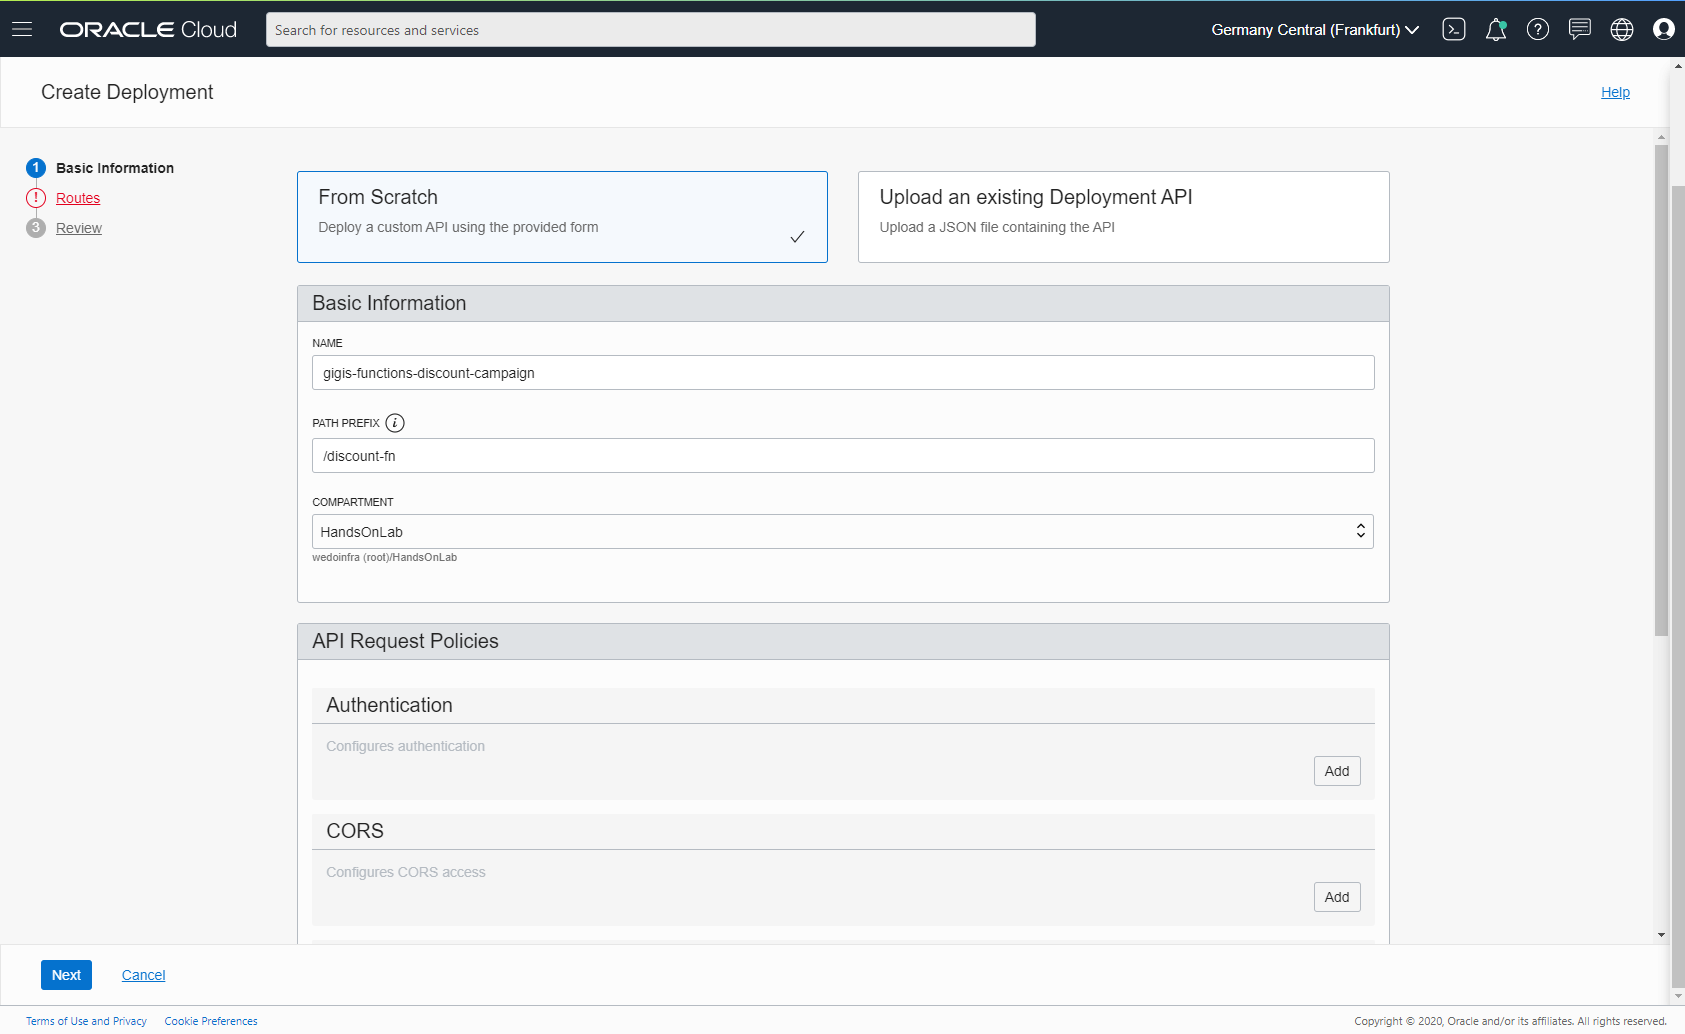 ORACLE Cloud
Search for resources and services
Germany Central (Frankfurt)
Create Deployment
Help
1 Basic Information
! Routes
3 Review
From Scratch
Deploy a custom API using the provided form
Upload an existing Deployment API
Upload a JSON file containing the API
Basic Information
NAME
gigis-functions-discount-campaign
PATH PREFIX i
/discount-fn
COMPARTMENT
HandsOnLab
wedoinfra (root)/HandsOnLab
API Request Policies
Authentication
Configures authentication
Add
CORS
Configures CORS access
Add
Next
Cancel
Terms of Use and Privacy
Cookie Preferences
Copyright © 2020, Oracle and/or its affiliates. All rights reserved.